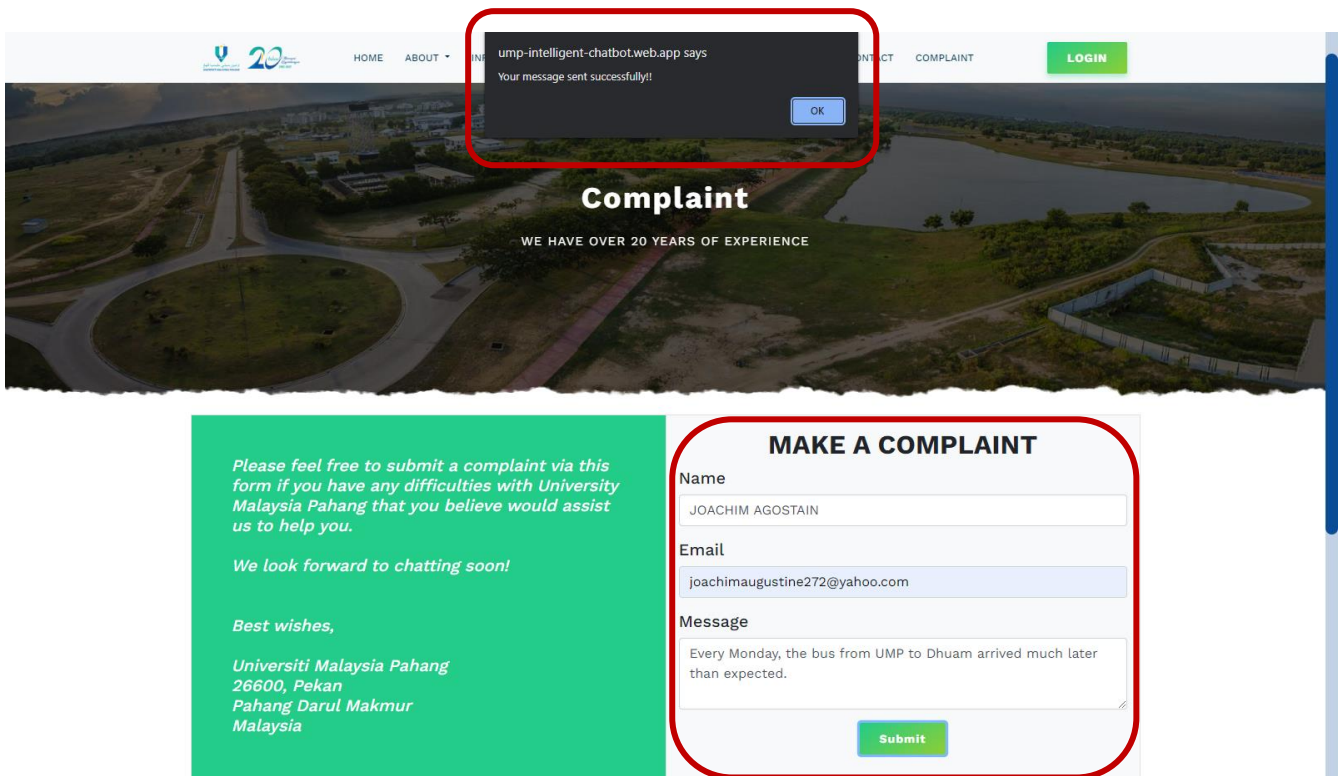 20
HOME ABOUT
ump-intelligent-chatbot.web.app says
Your message sent successfully!!
OK
COMPLAINT
LOGIN
Complaint
WE HAVE OVER 20 YEARS OF EXPERIENCE
Please feel free to submit a complaint via this
form if you have any difficulties with University
Malaysia Pahang that you believe would assist
us to help you.
We look forward to chatting soon!
Best wishes,
Universiti Malaysia Pahang
26600, Pekan
Pahang Darul Makmur
Malaysia
MAKE A COMPLAINT
Name
JOACHIM AGOSTAIN
Email
joachimaugustine272@yahoo.com
Message
Every Monday, the bus from UMP to Dhuam arrived much later
than expected.
Submit